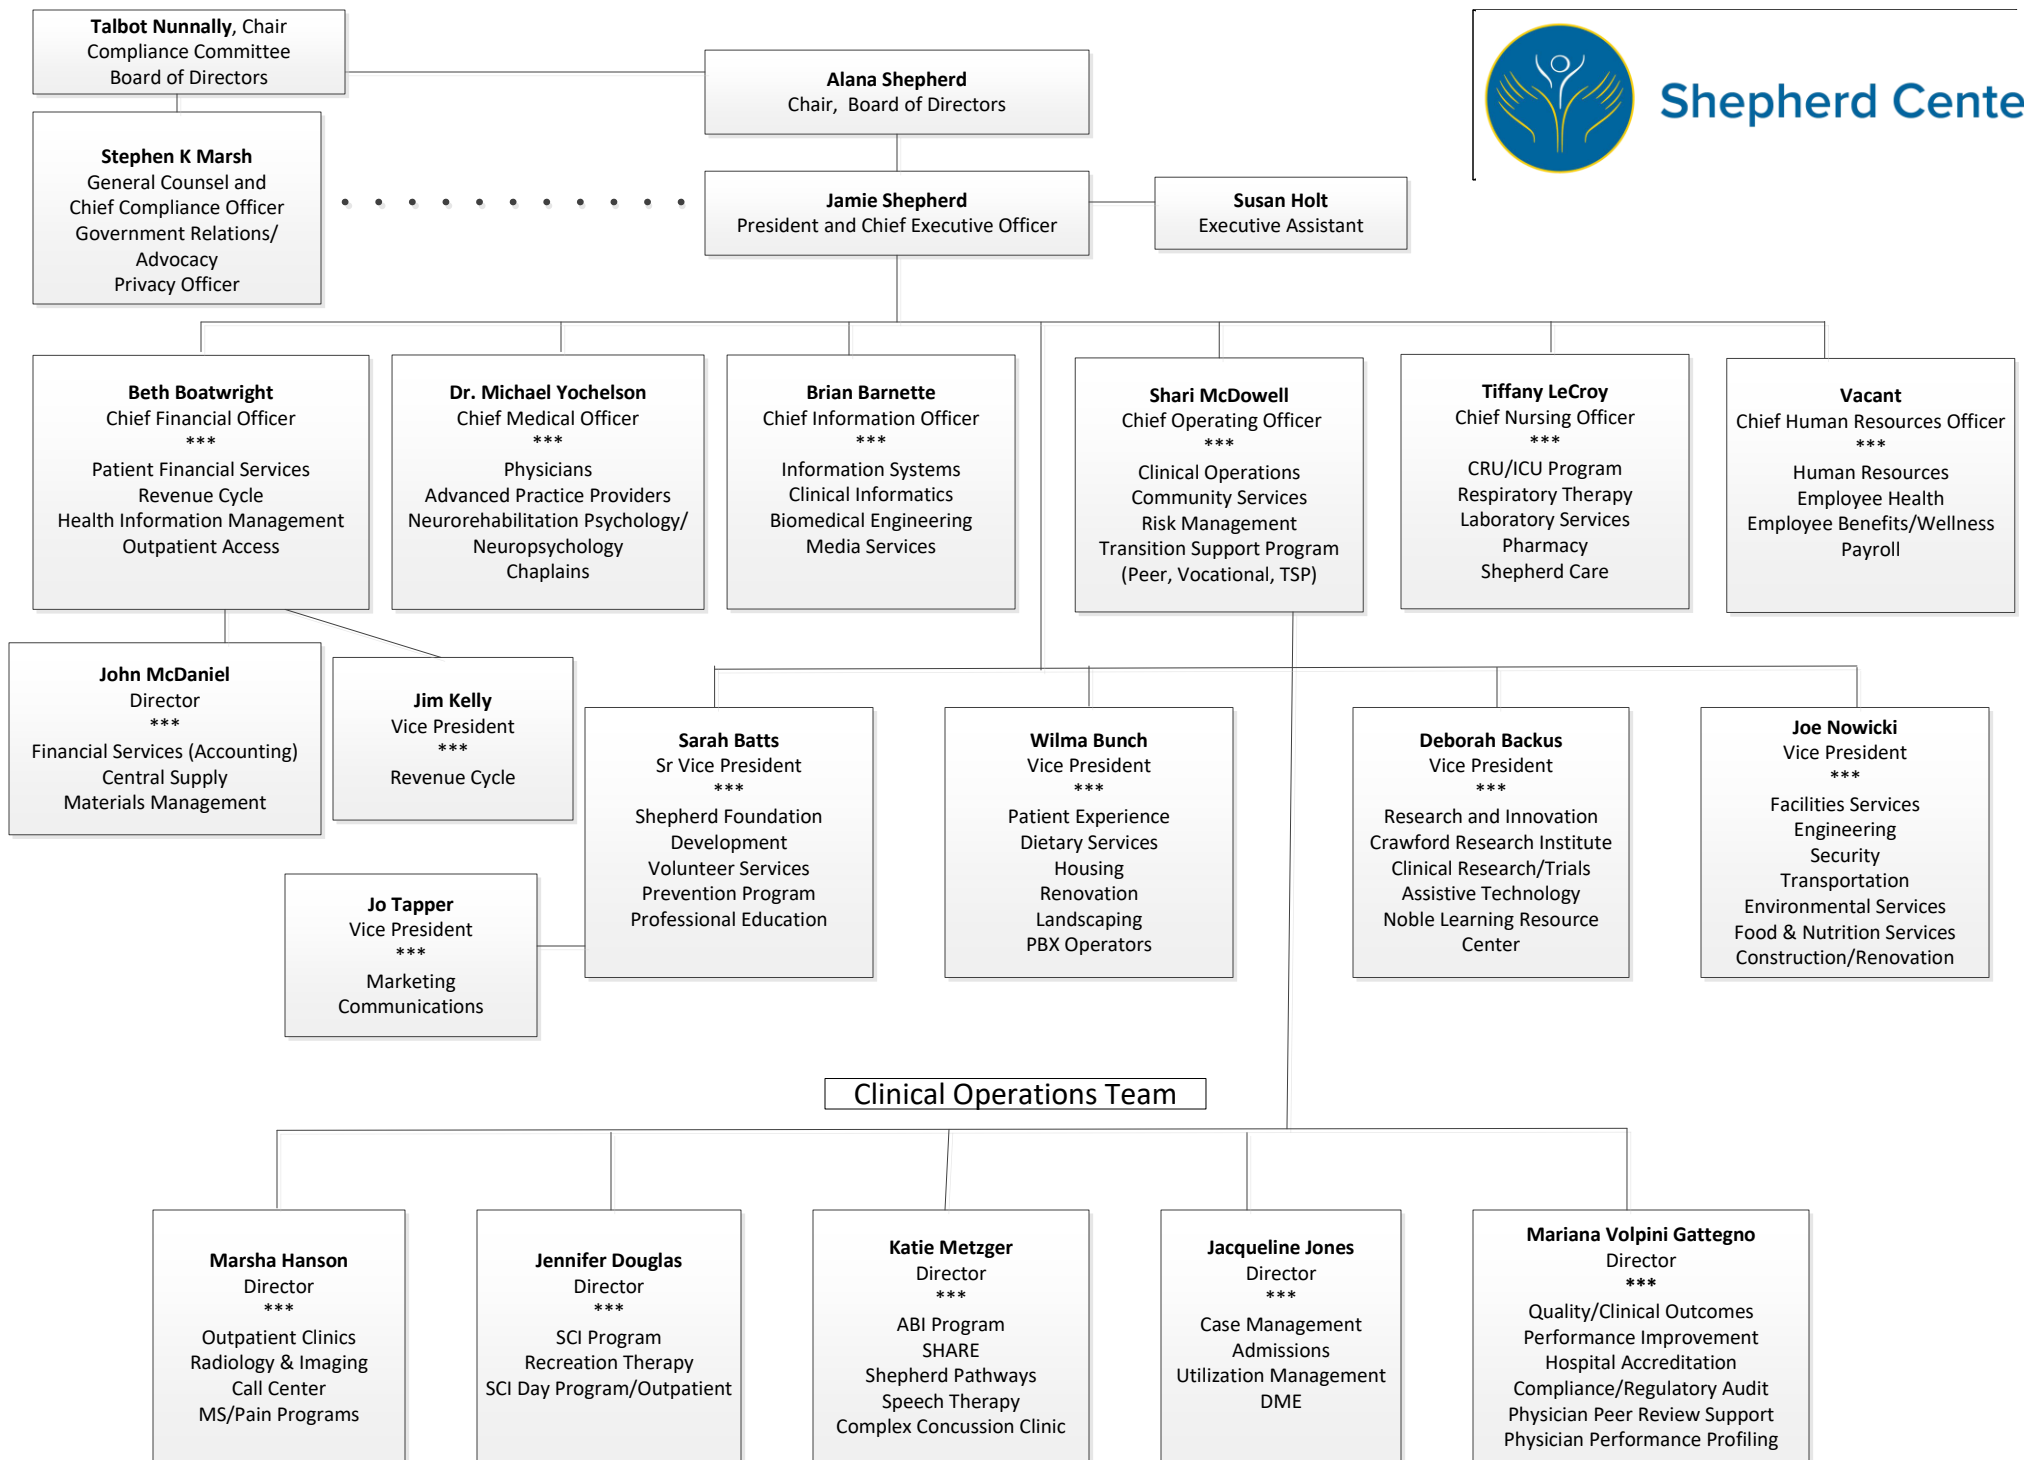 Talbot Nunnally, Chair
Compliance Committee
Board of Directors
Alana Shepherd
Chair, Board of Directors
Shepherd Cente
Stephen K Marsh
General Counsel and
Chief Compliance Officer
Government Relations/
Advocacy
Privacy Officer
Jamie Shepherd
President and Chief Executive Officer
Susan Holt
Executive Assistant
Beth Boatwright
Chief Financial Officer
***
Patient Financial Services
Revenue Cycle
Health Information Management
Outpatient Access
Dr. Michael Yochelson
Chief Medical Officer
***
Physicians
Advanced Practice Providers
Neurorehabilitation Psychology/
Neuropsychology
Chaplains
Brian Barnette
Chief Information Officer
***
Information Systems
Clinical Informatics
Biomedical Engineering
Media Services
Shari McDowell
Chief Operating Officer
***
Clinical Operations
Community Services
Risk Management
Transition Support Program
(Peer, Vocational, TSP)
Tiffany LeCroy
Chief Nursing Officer
***
CRU/ICU Program
Respiratory Therapy
Laboratory Services
Pharmacy
Shepherd Care
Vacant
Chief Human Resources Officer
***
Human Resources
Employee Health
Employee Benefits/Wellness
Payroll
John McDaniel
Director
***
Financial Services (Accounting)
Central Supply
Materials Management
Jim Kelly
Vice President
***
Revenue Cycle
Sarah Batts
Sr Vice President
***
Shepherd Foundation
Development
Volunteer Services
Prevention Program
Professional Education
Wilma Bunch
Vice President
***
Patient Experience
Dietary Services
Housing
Renovation
Landscaping
PBX Operators
Deborah Backus
Vice President
***
Research and Innovation
Crawford Research Institute
Clinical Research/Trials
Assistive Technology
Noble Learning Resource
Center
Joe Nowicki
Vice President
***
Facilities Services
Engineering
Security
Transportation
Environmental Services
Food & Nutrition Services
Construction/Renovation
Jo Tapper
Vice President
***
Marketing
Communications
Clinical Operations Team
Marsha Hanson
Director
***
Outpatient Clinics
Radiology & Imaging
Call Center
MS/Pain Programs
Jennifer Douglas
Director
***
SCI Program
Recreation Therapy
SCI Day Program/Outpatient
Katie Metzger
Director
***
ABI Program
SHARE
Shepherd Pathways
Speech Therapy
Complex Concussion Clinic
Jacqueline Jones
Director
***
Case Management
Admissions
Utilization Management
DME
Mariana Volpini Gattegno
Director
***
Quality/Clinical Outcomes
Performance Improvement
Hospital Accreditation
Compliance/Regulatory Audit
Physician Peer Review Support
Physician Performance Profiling